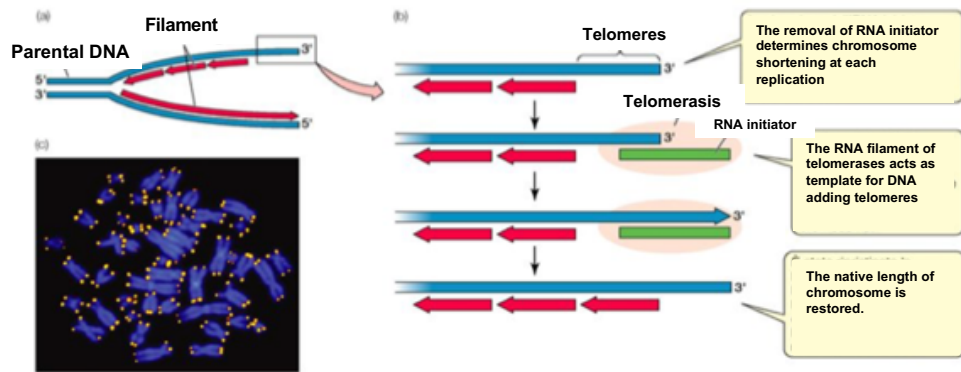 (a)
Filament
Parental DNA
3'
5'
3'
5'
(c)
(b)
Telomeres
3'
The removal of RNA initiator
determines chromosome
shortening at each
replication
Telomerasis
RNA initiator
3'
The RNA filament of
telomerases acts as
template for DNA
adding telomeres
3'
3'
The native length of
chromosome is
restored.